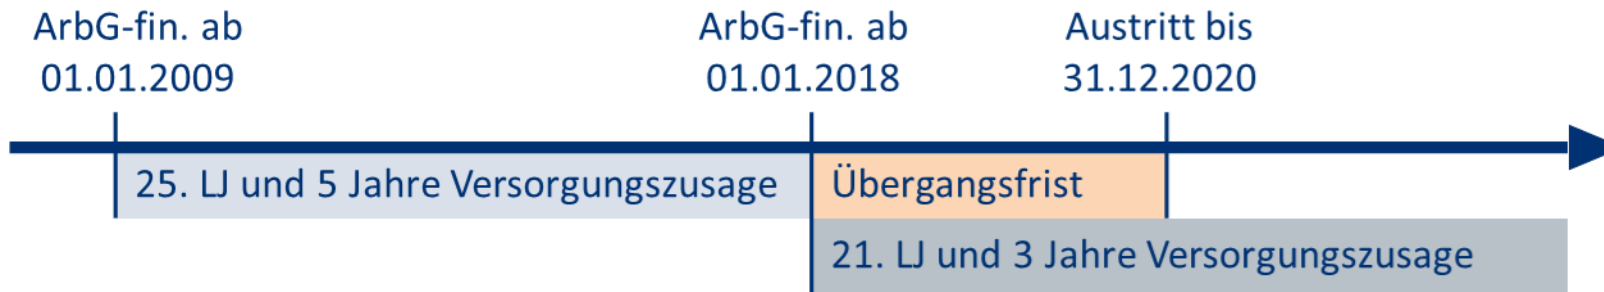 ArbG-fin. ab
01.01.2009
ArbG-fin. ab
01.01.2018
Austritt bis
31.12.2020
25. LJ und 5 Jahre Versorgungszusage
Übergangsfrist
21. LJ und 3 Jahre Versorgungszusage